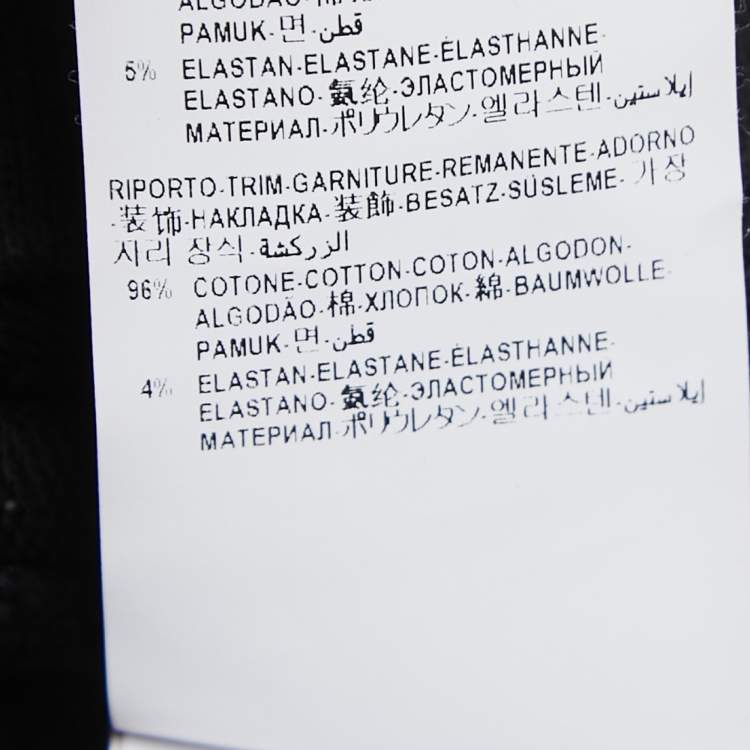 PAMUK-면-قطن-
5% ELASTAN-ELASTANE-ÉLASTHANNE-
ELASTANO-氨纶-ЭЛАСТОМЕРНЫЙ
МАТЕРИАЛ-ポリウレタン-엘라스텐-إيلاستين-
RIPORTO-TRIM-GARNITURE-REMANENTE-ADORNO
-装饰-НАКЛАДКА-装飾-BESATZ-SÜSLEME-가장
자리 장식-الزركشة-
96% COTONE-COTTON-COTON-ALGODON-
ALGODÃO-棉-ХЛОПОК-綿-BAUMWOLLE-
PAMUK-면-قطن-
4% ELASTAN-ELASTANE-ÉLASTHANNE-
ELASTANO-氨纶-ЭЛАСТОМЕРНЫЙ
МАТЕРИАЛ-ポリウレタン-엘라스텐-إيلاستين-